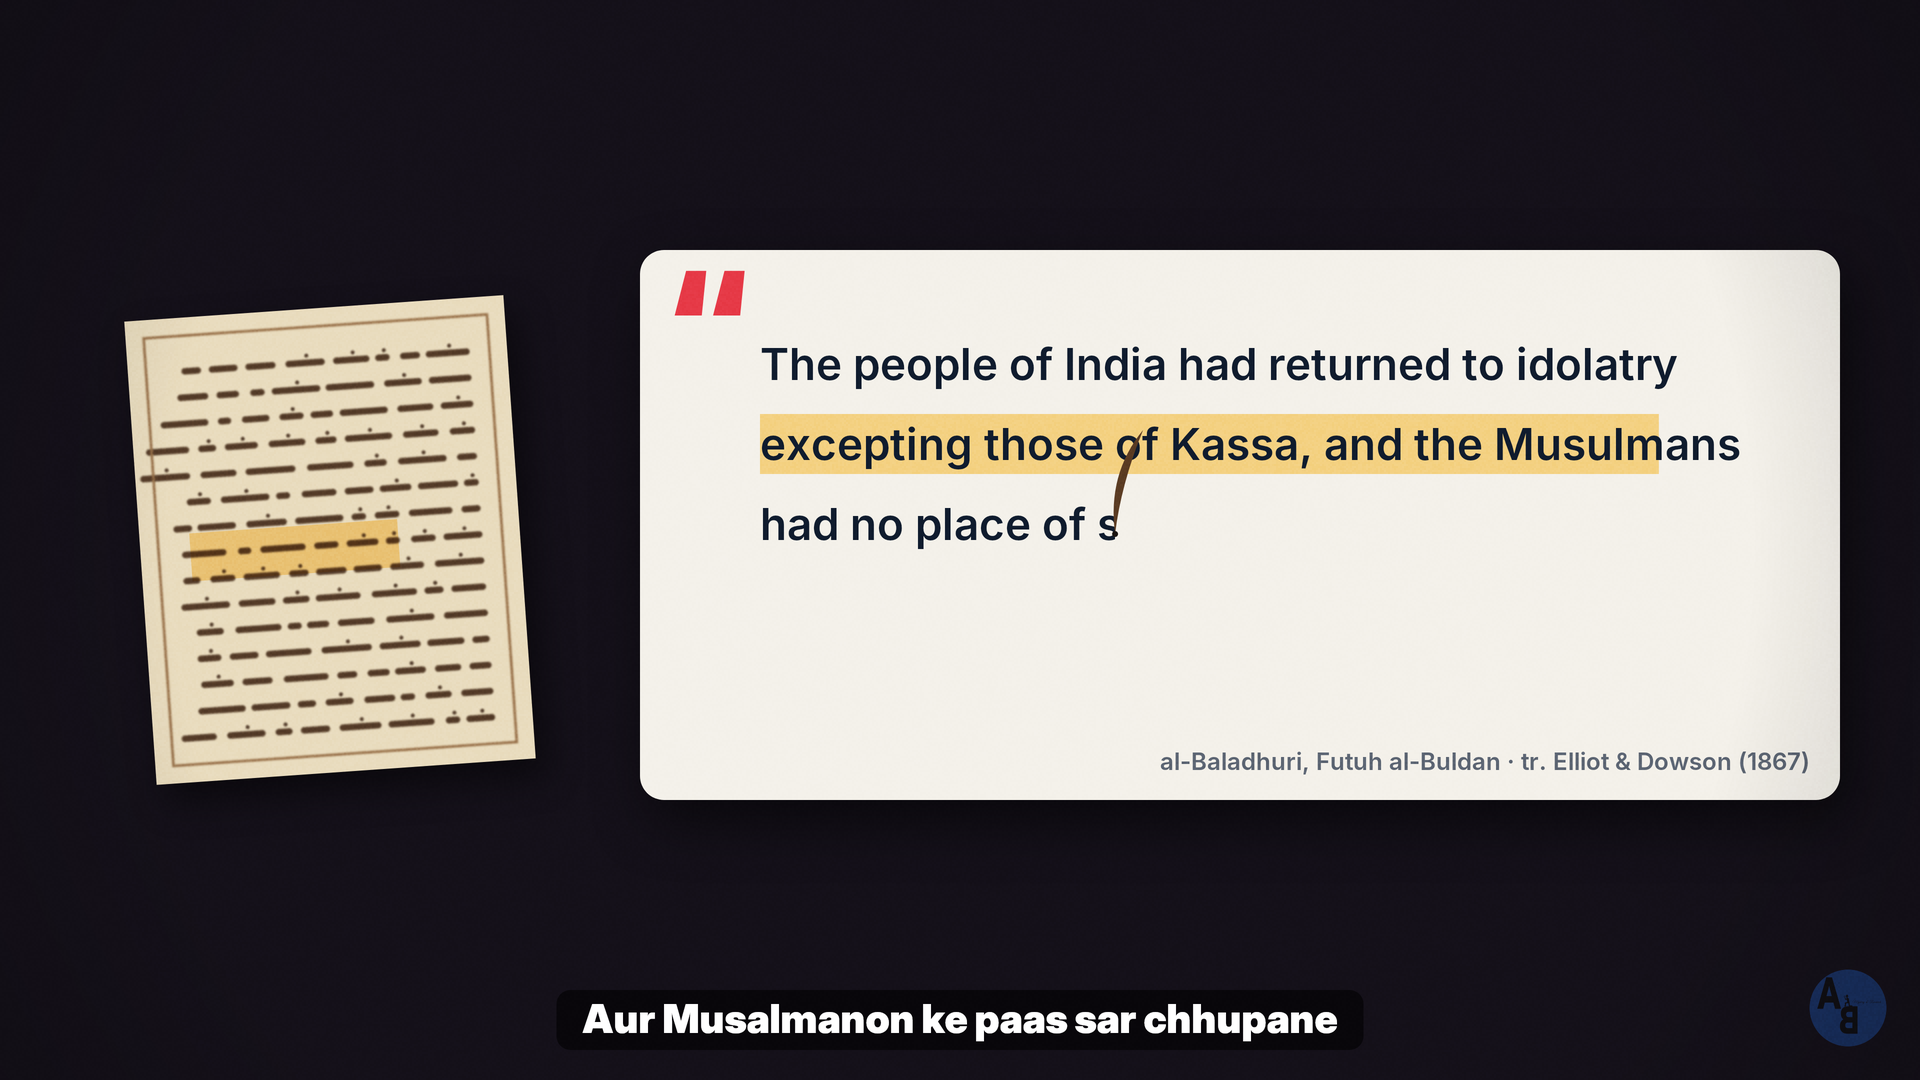 The people of India had returned to idolatry
excepting those of Kassa, and the Musulmans
had no place of s
al-Baladhuri, Futuh al-Buldan · tr. Elliot & Dowson (1867)
Aur Musalmanon ke paas sar chhupane